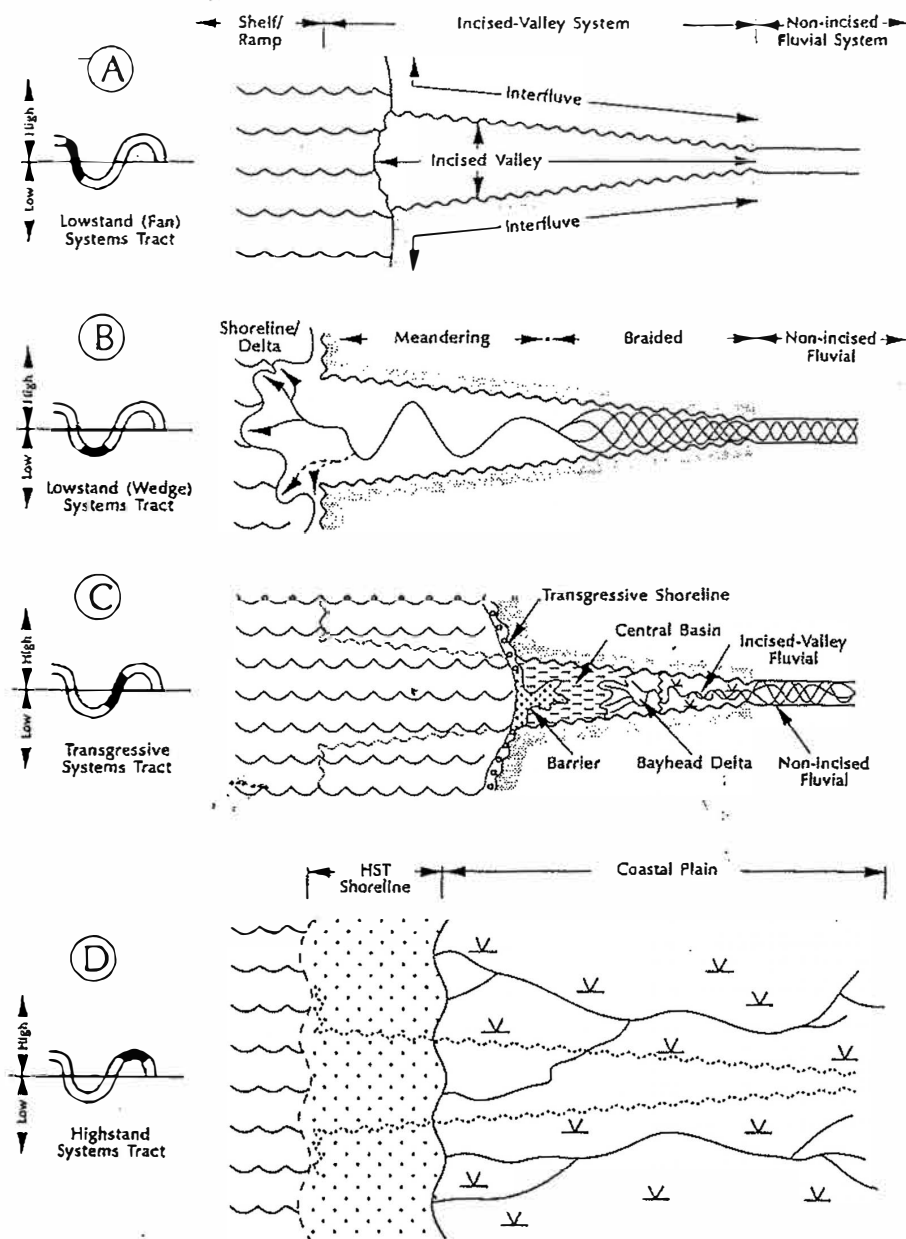 Shelf/
Ramp
Incised-Valley System
Non-incised
Fluvial System
A
High
Low
Lowstand (Fan)
Systems Tract
Interfluve
Incised Valley
Interfluve
B
High
Low
Lowstand (Wedge)
Systems Tract
Shoreline/
Delta
Meandering
Braided
Non-incised
Fluvial
C
High
Low
Transgressive
Systems Tract
Transgressive Shoreline
Central Basin
Incised-Valley
Fluvial
Barrier
Bayhead Delta
Non-incised
Fluvial
D
High
Low
Highstand
Systems Tract
HST
Shoreline
Coastal Plain